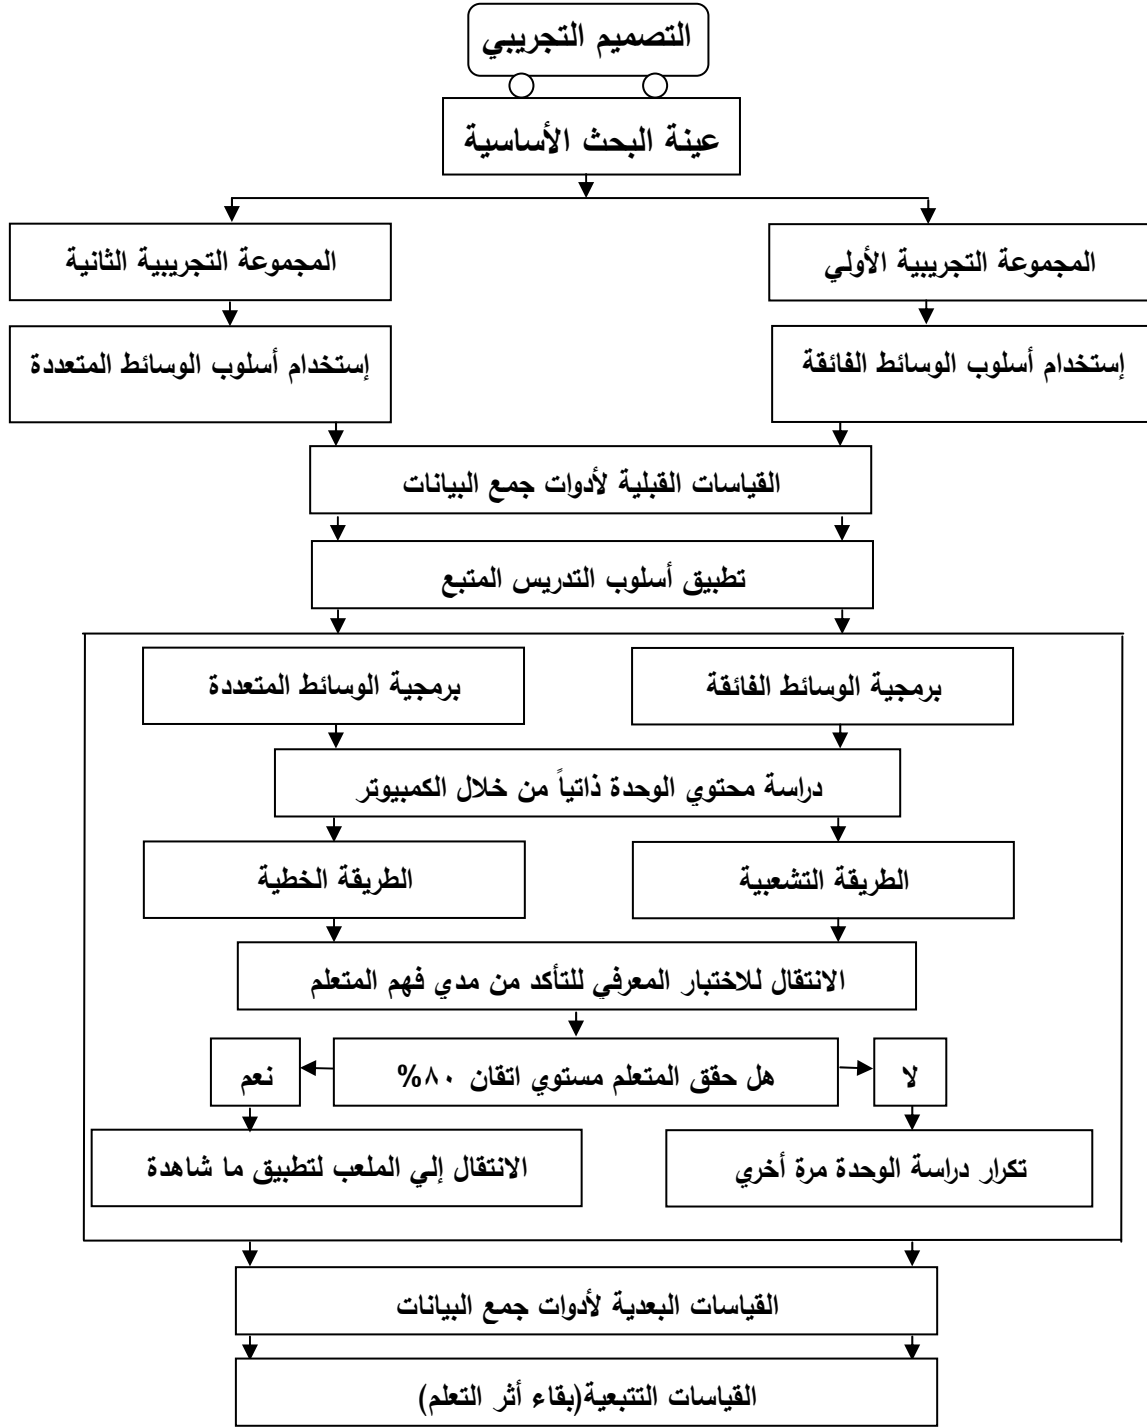 التصميم التجريبي
عينة البحث الأساسية
المجموعة التجريبية الأولي
المجموعة التجريبية الثانية
إستخدام أسلوب الوسائط الفائقة
إستخدام أسلوب الوسائط المتعددة
القياسات القبلية لأدوات جمع البيانات
تطبيق أسلوب التدريس المتبع
برمجية الوسائط الفائقة
برمجية الوسائط المتعددة
دراسة محتوي الوحدة ذاتياً من خلال الكمبيوتر
الطريقة التشعبية
الطريقة الخطية
الانتقال للاختبار المعرفي للتأكد من مدي فهم المتعلم
لا
هل حقق المتعلم مستوي اتقان ٨٠%
نعم
تكرار دراسة الوحدة مرة أخري
الانتقال إلي الملعب لتطبيق ما شاهدة
القياسات البعدية لأدوات جمع البيانات
القياسات التتبعية(بقاء أثر التعلم)